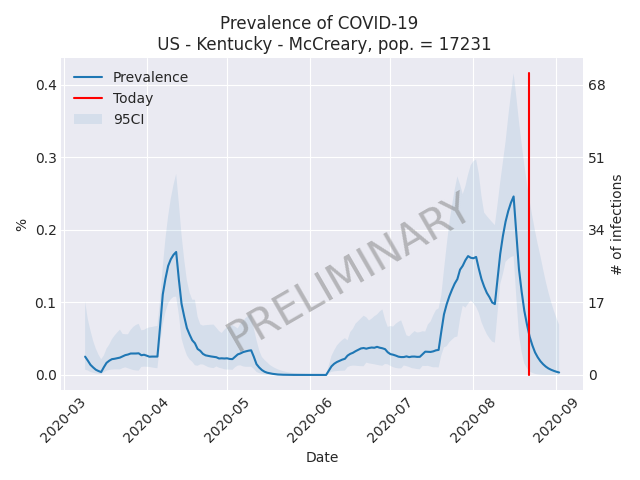 Prevalence of COVID-19
US - Kentucky - McCreary, pop. = 17231
Prevalence
Today
95CI
PRELIMINARY
%
0.4
0.3
0.2
0.1
0.0
68
51
34
17
0
# of infections
2020-03
2020-04
2020-05
2020-06
2020-07
2020-08
2020-09
Date